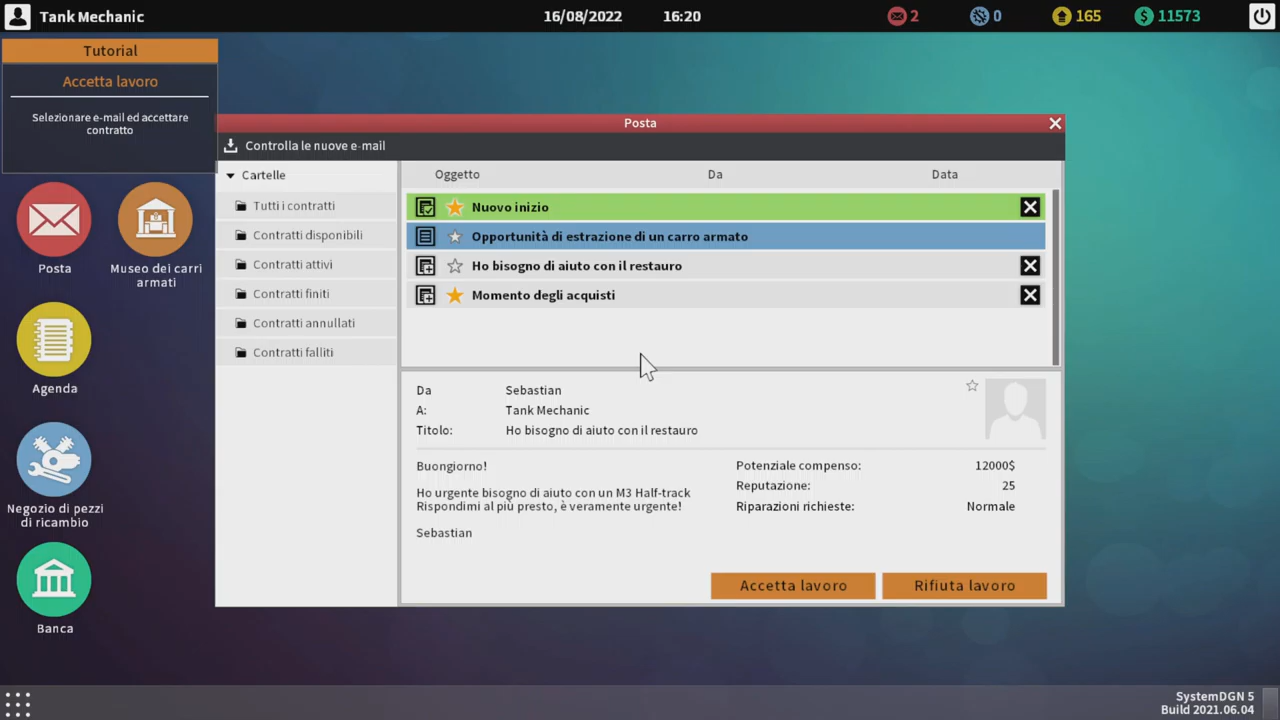 Tank Mechanic
16/08/2022
16:20
2
0
165
11573
Tutorial
Accetta lavoro
Selezionare e-mail ed accettare
contratto
Posta
Museo dei carri
armati
Agenda
Negozio di pezzi
di ricambio
Banca
Posta
Controlla le nuove e-mail
Cartelle
Tutti i contratti
Contratti disponibili
Contratti attivi
Contratti finiti
Contratti annullati
Contratti falliti
Oggetto
Da
Data
Nuovo inizio
Opportunità di estrazione di un carro armato
Ho bisogno di aiuto con il restauro
Momento degli acquisti
Da
Sebastian
A:
Tank Mechanic
Titolo:
Ho bisogno di aiuto con il restauro
Buongiorno!
Ho urgente bisogno di aiuto con un M3 Half-track
Rispondimi al più presto, è veramente urgente!
Sebastian
Potenziale compenso:
12000$
Reputazione:
25
Riparazioni richieste:
Normale
Accetta lavoro
Rifiuta lavoro
SystemDGN 5
Build 2021.06.04